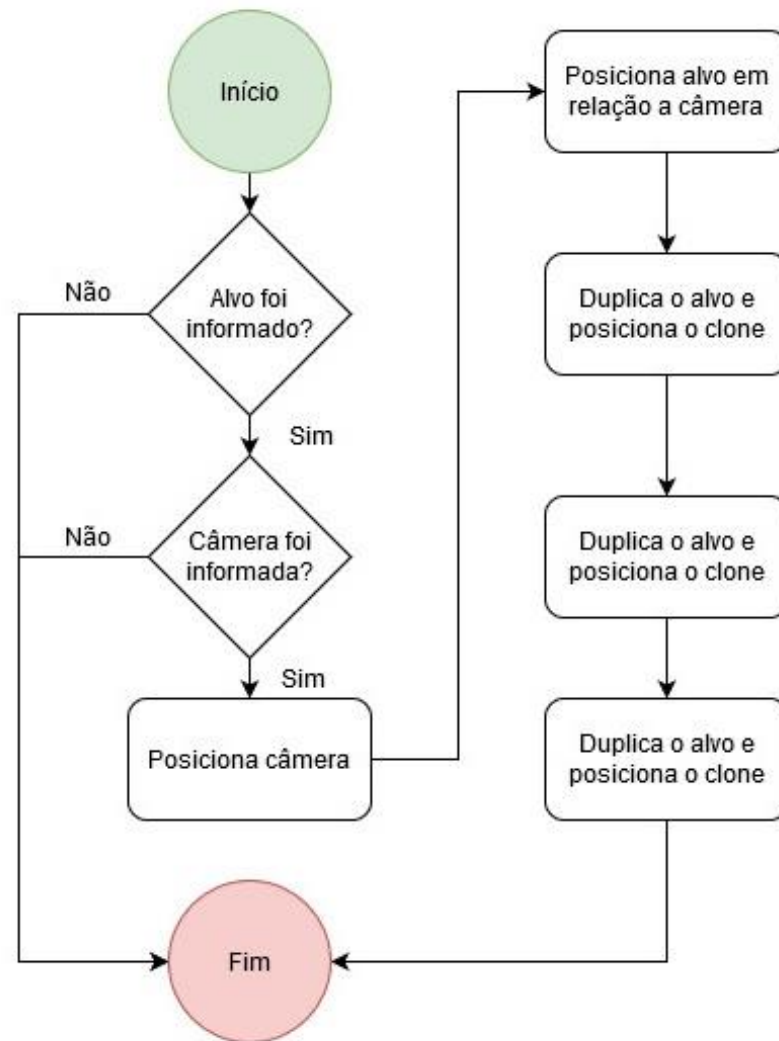 Início
Alvo foi
informado?
Não
Sim
Câmera foi
informada?
Não
Sim
Posiciona câmera
Posiciona alvo em
relação a câmera
Duplica o alvo e
posiciona o clone
Duplica o alvo e
posiciona o clone
Duplica o alvo e
posiciona o clone
Fim